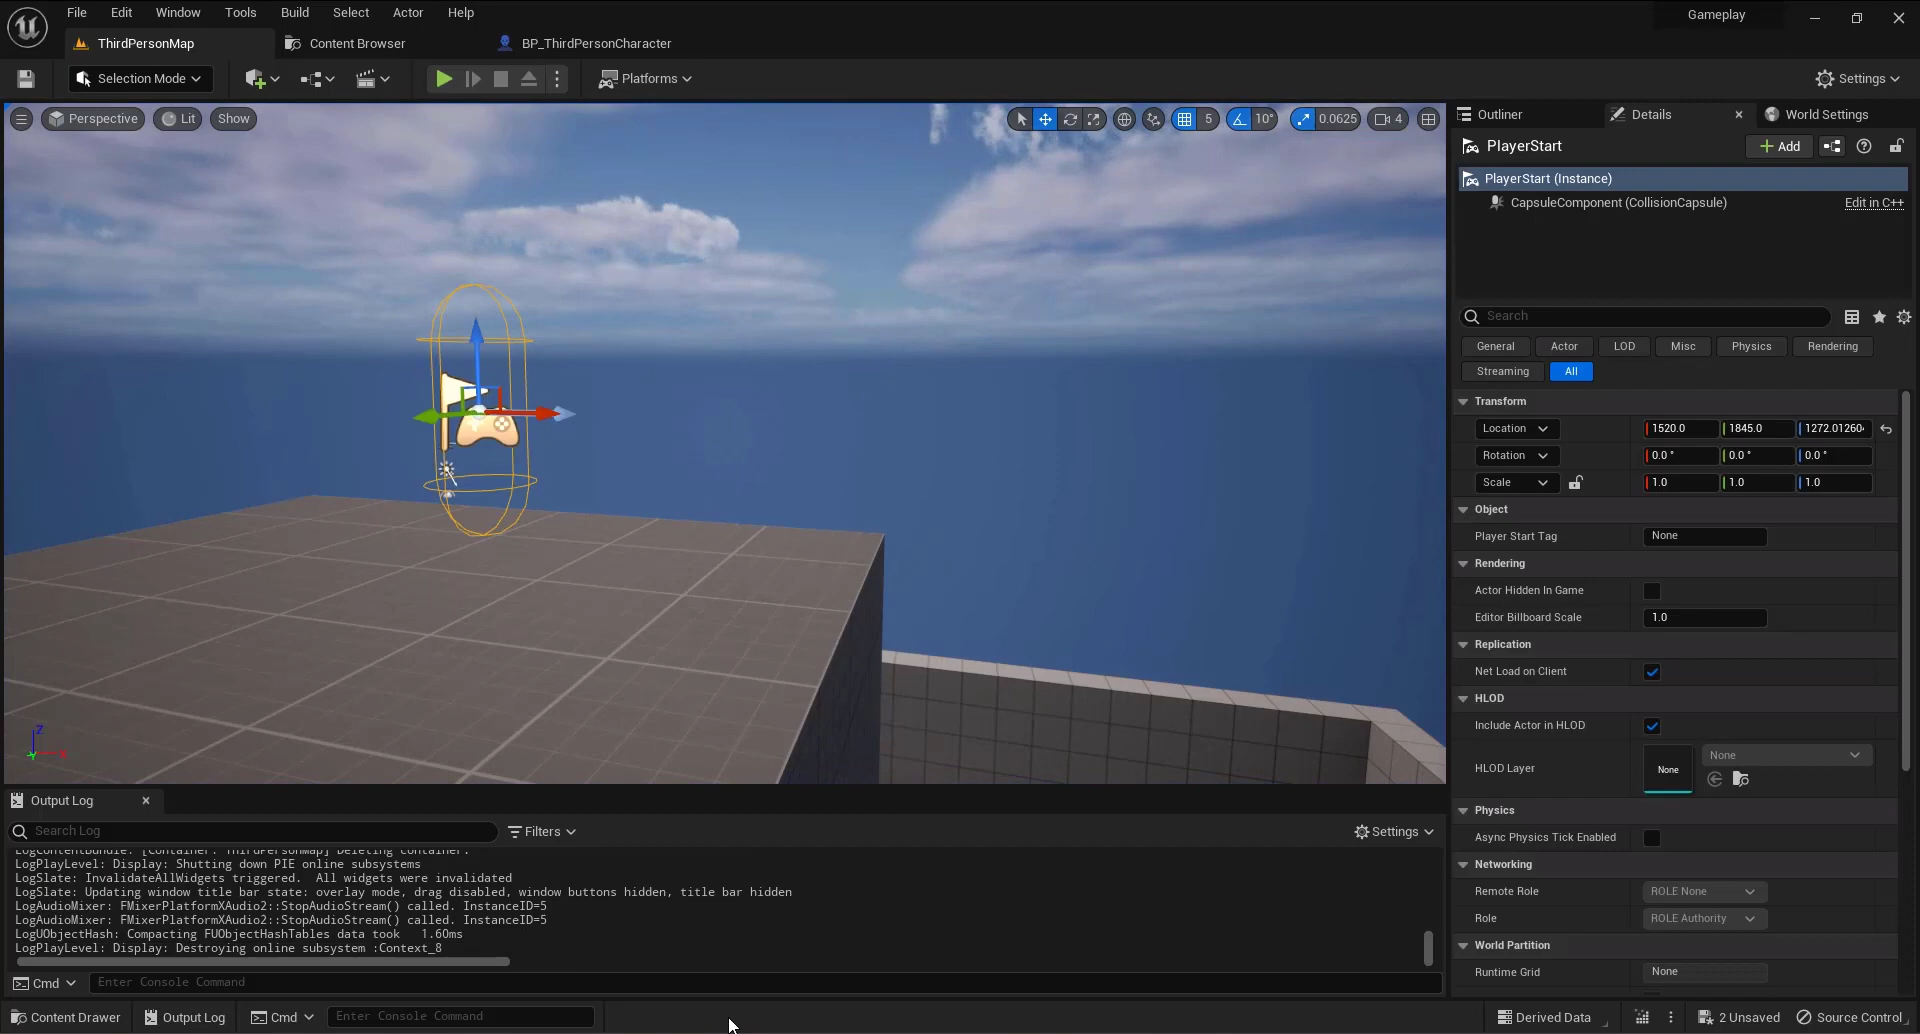 File Edit Window Tools Build Select Actor Help
Gameplay
ThirdPersonMap Content Browser BP_ThirdPersonCharacter
Selection Mode Platforms Settings
Perspective Lit Show 5 10° 0.0625 4
Outliner Details World Settings
PlayerStart + Add
PlayerStart (Instance)
CapsuleComponent (CollisionCapsule) Edit in C++
Search
General Actor LOD Misc Physics Rendering
Streaming All
Transform
Location 1520.0 1845.0 1272.01260
Rotation 0.0 ° 0.0 ° 0.0 °
Scale 1.0 1.0 1.0
Object
Player Start Tag None
Rendering
Actor Hidden In Game
Editor Billboard Scale 1.0
Replication
Net Load on Client
HLOD
Include Actor in HLOD
HLOD Layer None None
Physics
Async Physics Tick Enabled
Networking
Remote Role ROLE None
Role ROLE Authority
World Partition
Runtime Grid None
Z
Output Log
Search Log Filters Settings
LogContentBundle: [Container: ThirdPersonMap] Deleting container.
LogPlayLevel: Display: Shutting down PIE online subsystems
LogSlate: InvalidateAllWidgets triggered.  All widgets were invalidated
LogSlate: Updating window title bar state: overlay mode, drag disabled, window buttons hidden, title bar hidden
LogAudioMixer: FMixerPlatformXAudio2::StopAudioStream() called. InstanceID=5
LogAudioMixer: FMixerPlatformXAudio2::StopAudioStream() called. InstanceID=5
LogUObjectHash: Compacting FUObjectHashTables data took   1.60ms
LogPlayLevel: Display: Destroying online subsystem :Context_8
Cmd Enter Console Command
Content Drawer Output Log Cmd Enter Console Command Derived Data 2 Unsaved Source Control